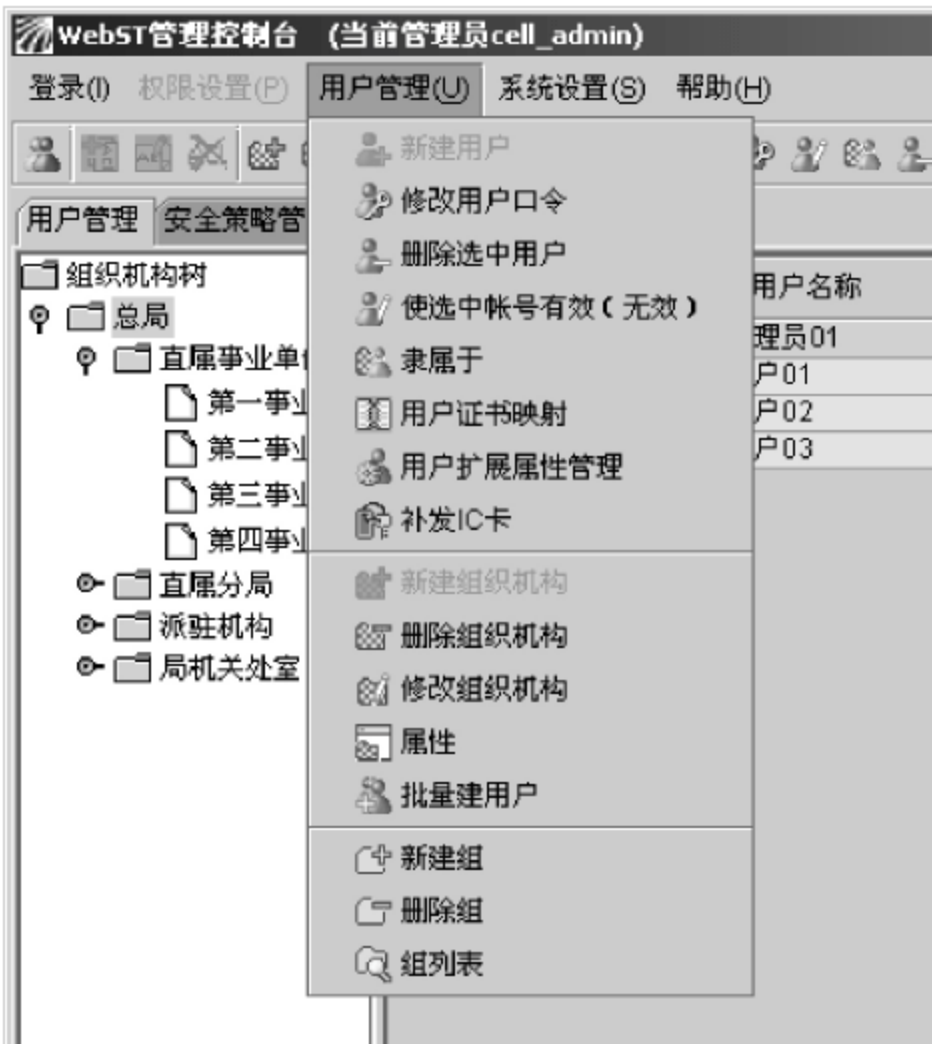 WebST管理控制台 (当前管理员cell_admin)
登录(I) 权限设置(P) 用户管理(U) 系统设置(S) 帮助(H)
用户管理 安全策略管
组织机构树
总局
直属事业单
第一事业
第二事业
第三事业
第四事业
直属分局
派驻机构
局机关处室
新建用户
修改用户口令
删除选中用户
使选中帐号有效(无效)
隶属于
用户证书映射
用户扩展属性管理
补发IC卡
新建组织机构
删除组织机构
修改组织机构
属性
批量建用户
新建组
删除组
组列表
用户名称
理员01
户01
户02
户03